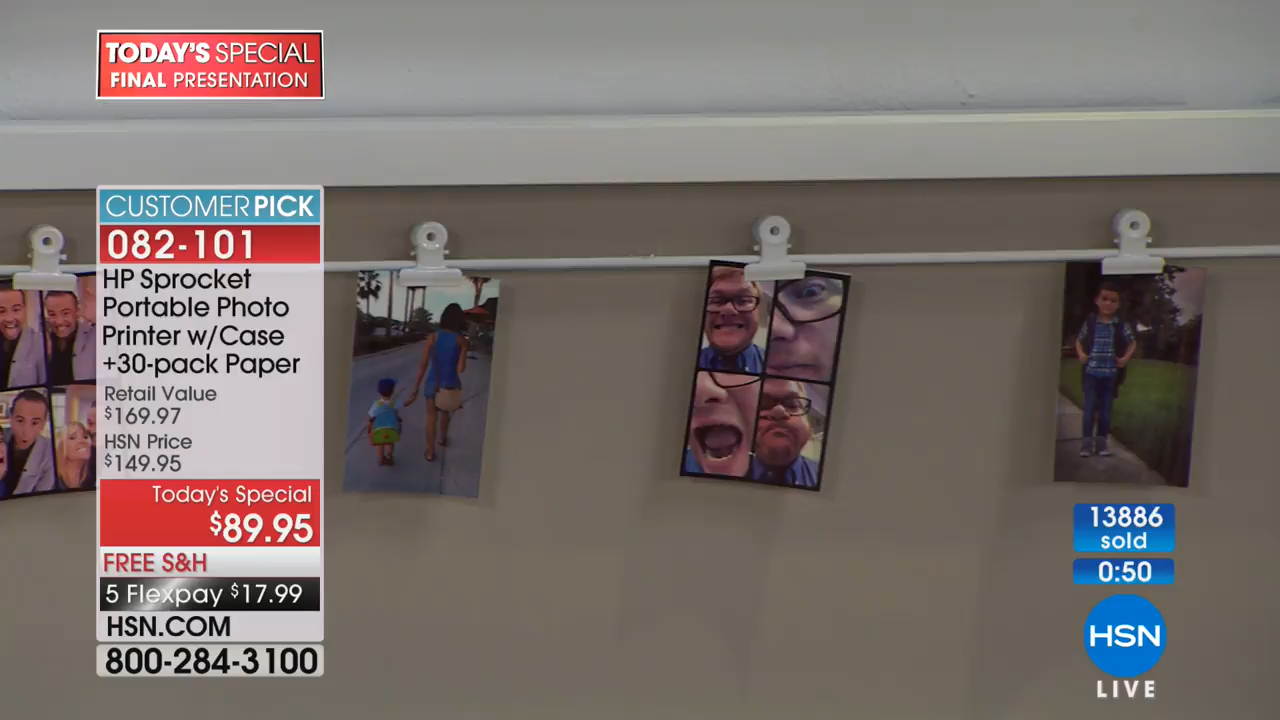 TODAY'S SPECIAL
FINAL PRESENTATION
CUSTOMER PICK
082-101
HP Sprocket
Portable Photo
Printer w/Case
+30-pack Paper
Retail Value
$169.97
HSN Price
$149.95
Today's Special
$89.95
FREE S&H
5 Flexpay $17.99
HSN.COM
800-284-3100
13886
sold
0:50
HSN
LIVE